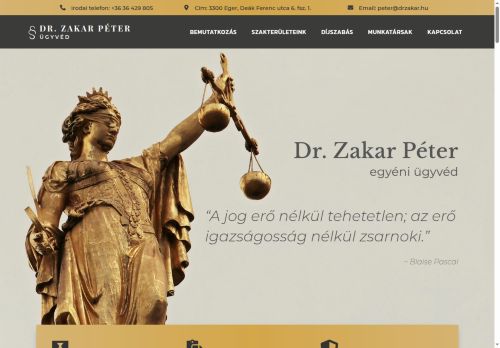 irodai telefon: +36 36 429 805
Cím: 3300 Eger, Deák Ferenc utca 6, fsz. 1.
Email: peter@drzakar.hu
§ DR. ZAKAR PÉTER
ÜGYVÉD
BEMUTATKOZÁS
SZAKTERÜLETEINK
DÍJSZABÁS
MUNKATÁRSAK
KAPCSOLAT
Dr. Zakar Péter
egyéni ügyvéd
“A jog erő nélkül tehetetlen; az erő
igazságosság nélkül zsarnoki.”
– Blaise Pascal